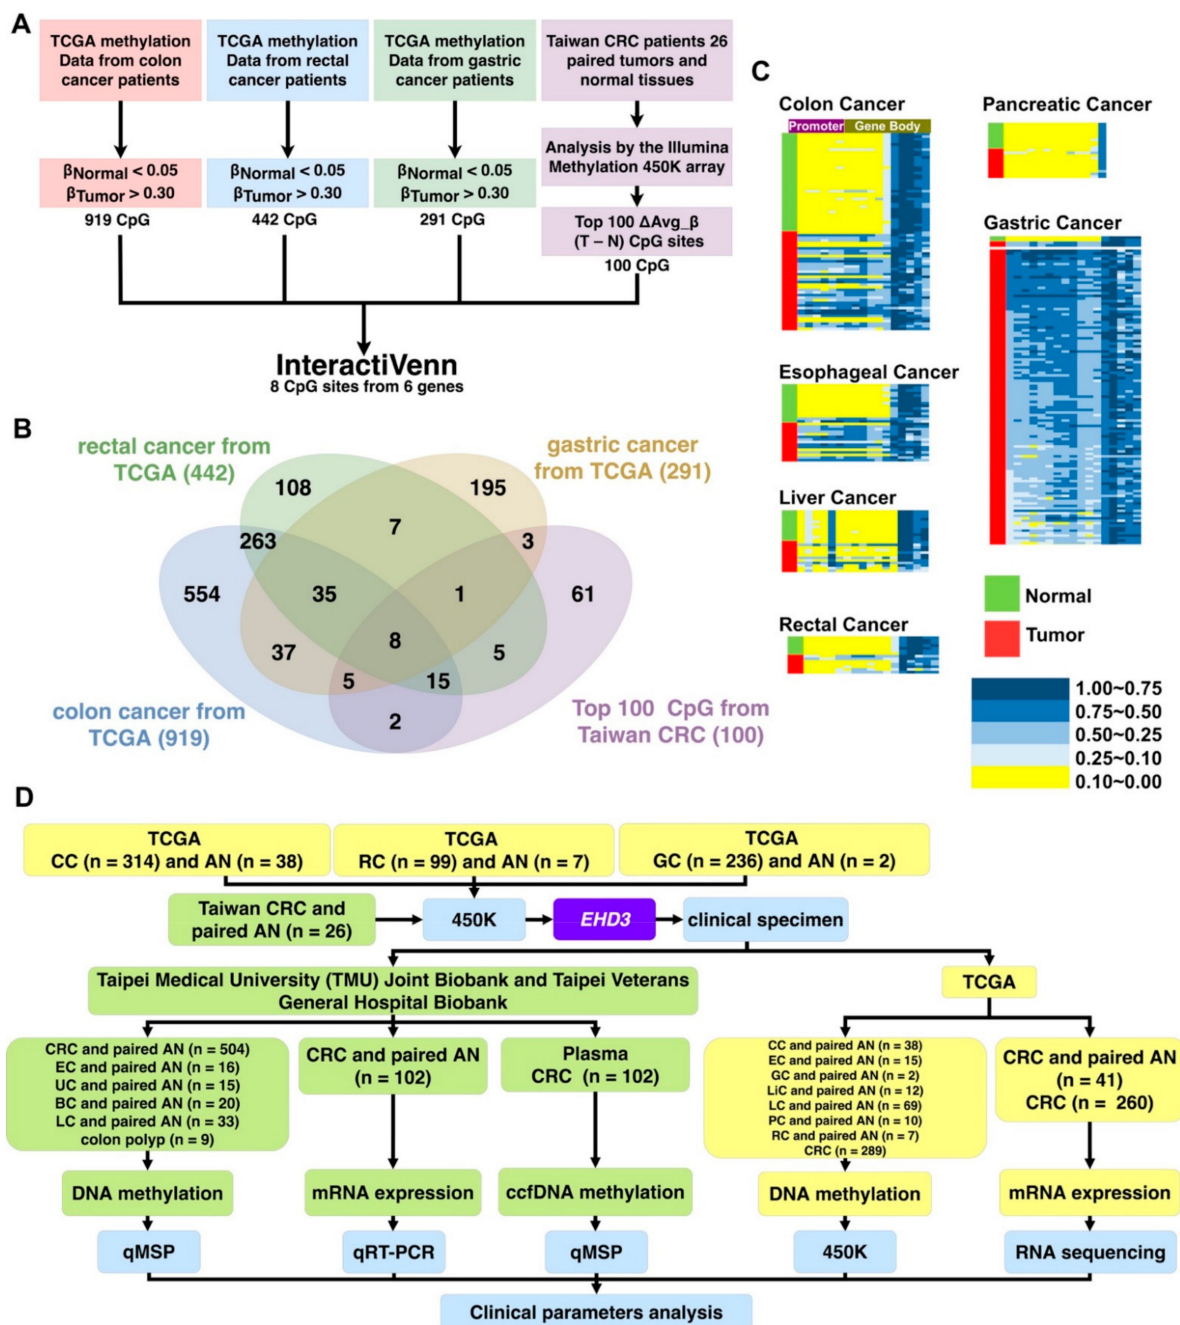 A
TCGA methylation
Data from colon
cancer patients
TCGA methylation
Data from rectal
cancer patients
TCGA methylation
Data from gastric
cancer patients
Taiwan CRC patients 26
paired tumors and
normal tissues
βNormal < 0.05
βTumor > 0.30
βNormal < 0.05
βTumor > 0.30
βNormal < 0.05
βTumor > 0.30
Analysis by the Illumina
Methylation 450K array
919 CpG
442 CpG
291 CpG
Top 100 ΔAvg_β
(T – N) CpG sites
100 CpG
InteractiVenn
8 CpG sites from 6 genes
B
rectal cancer from
TCGA (442)
gastric cancer
from TCGA (291)
108
195
7
263
3
554
35
1
61
8
37
5
5
15
2
colon cancer from
TCGA (919)
Top 100 CpG from
Taiwan CRC (100)
C
Colon Cancer
Promoter
Gene Body
Esophageal Cancer
Liver Cancer
Rectal Cancer
Pancreatic Cancer
Gastric Cancer
Normal
Tumor
1.00~0.75
0.75~0.50
0.50~0.25
0.25~0.10
0.10~0.00
D
TCGA
CC (n = 314) and AN (n = 38)
TCGA
RC (n = 99) and AN (n = 7)
TCGA
GC (n = 236) and AN (n = 2)
Taiwan CRC and
paired AN (n = 26)
450K
EHD3
clinical specimen
Taipei Medical University (TMU) Joint Biobank and Taipei Veterans
General Hospital Biobank
TCGA
CRC and paired AN (n = 504)
EC and paired AN (n = 16)
UC and paired AN (n = 15)
BC and paired AN (n = 20)
LC and paired AN (n = 33)
colon polyp (n = 9)
CRC and paired AN
(n = 102)
Plasma
CRC (n = 102)
CC and paired AN (n = 38)
EC and paired AN (n = 15)
GC and paired AN (n = 2)
LiC and paired AN (n = 12)
LC and paired AN (n = 69)
PC and paired AN (n = 10)
RC and paired AN (n = 7)
CRC (n = 289)
CRC and paired AN
(n = 41)
CRC (n = 260)
DNA methylation
mRNA expression
ccfDNA methylation
DNA methylation
mRNA expression
qMSP
qRT-PCR
qMSP
450K
RNA sequencing
Clinical parameters analysis